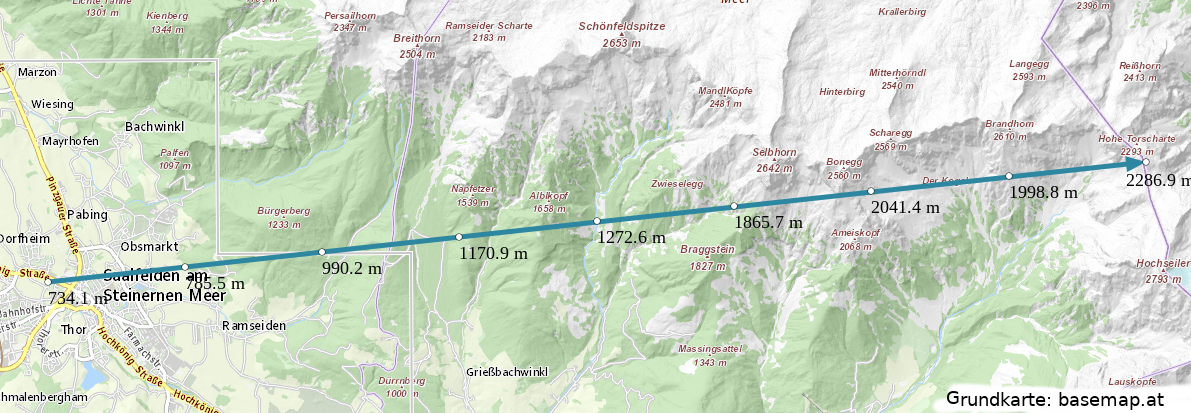 Lichte Tanne
1301 m
Kienberg
1344 m
Persailhorn
2347 m
Breithorn
2504 m
Ramseider Scharte
2183 m
Schönfeldspitze
2653 m
Meer
Krallerbirg
2396 m
Marzon
Wiesing
Mayrhofen
Bachwinkl
Palfen
1097 m
MandlKöpfe
2481 m
Hinterbirg
Mitterhörndl
2540 m
Langegg
2593 m
Reißhorn
2413 m
Scharegg
2569 m
Brandhorn
2610 m
Hohe Torscharte
2293 m
Selbhorn
2642 m
Bonegg
2560 m
Pinzgauer Straße
Pabing
Dorfheim
Obsmarkt
Bürgerberg
1233 m
Napfetzer
1539 m
Alblkopf
1658 m
Zwieselegg
Der Kogel
Ameiskopf
2068 m
Braggstein
1827 m
Hochseiler
2793 m
Saalfelden am
Steinernen Meer
734.1 m
785.5 m
990.2 m
1170.9 m
1272.6 m
1865.7 m
2041.4 m
1998.8 m
2286.9 m
Thor
Ramseiden
Farmachstr.
Hochkönig Straße
Hochkönig
Grießbachwinkl
Dürrnberg
1000 m
Massingsattel
1343 m
Lausköpfe
hmalenbergham
Grundkarte: basemap.at